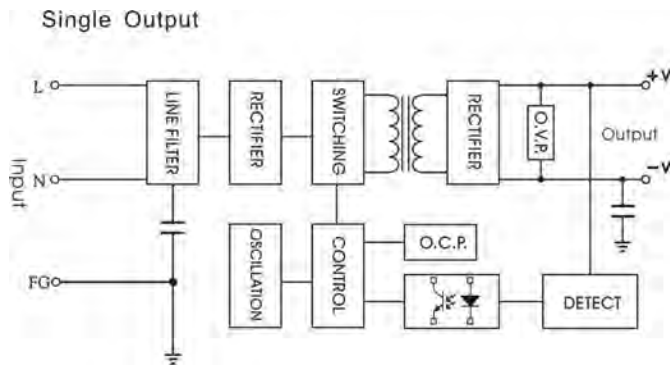 Single Output
L
N
FG
Input
LINE FILTER
RECTIFIER
SWITCHING
RECTIFIER
O.V.P.
+V
Output
-V
OSCILLATION
CONTROL
O.C.P.
DETECT